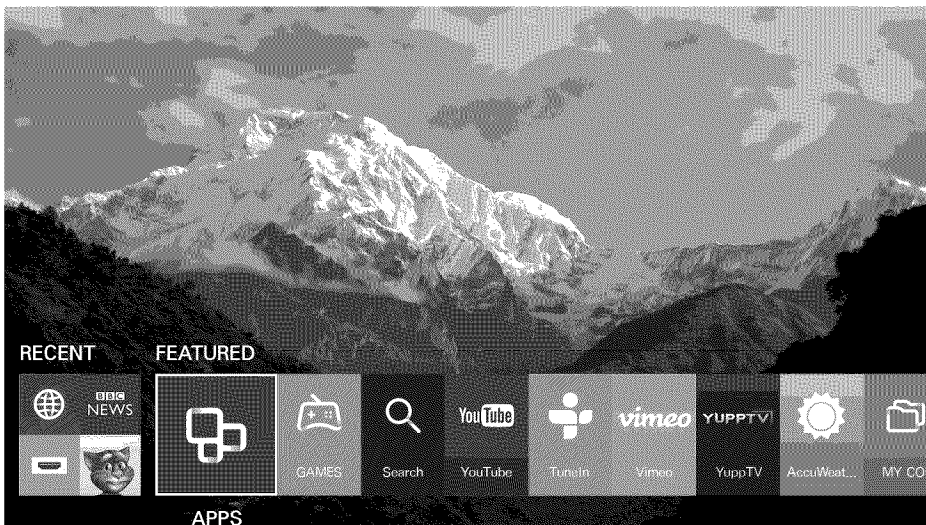 RECENT
FEATURED
BBC
NEWS
You Tube
vimeo
YUPPTV
GAMES
Search
YouTube
TuneIn
Vimeo
YuppTV
AccuWeat...
MY CO
APPS